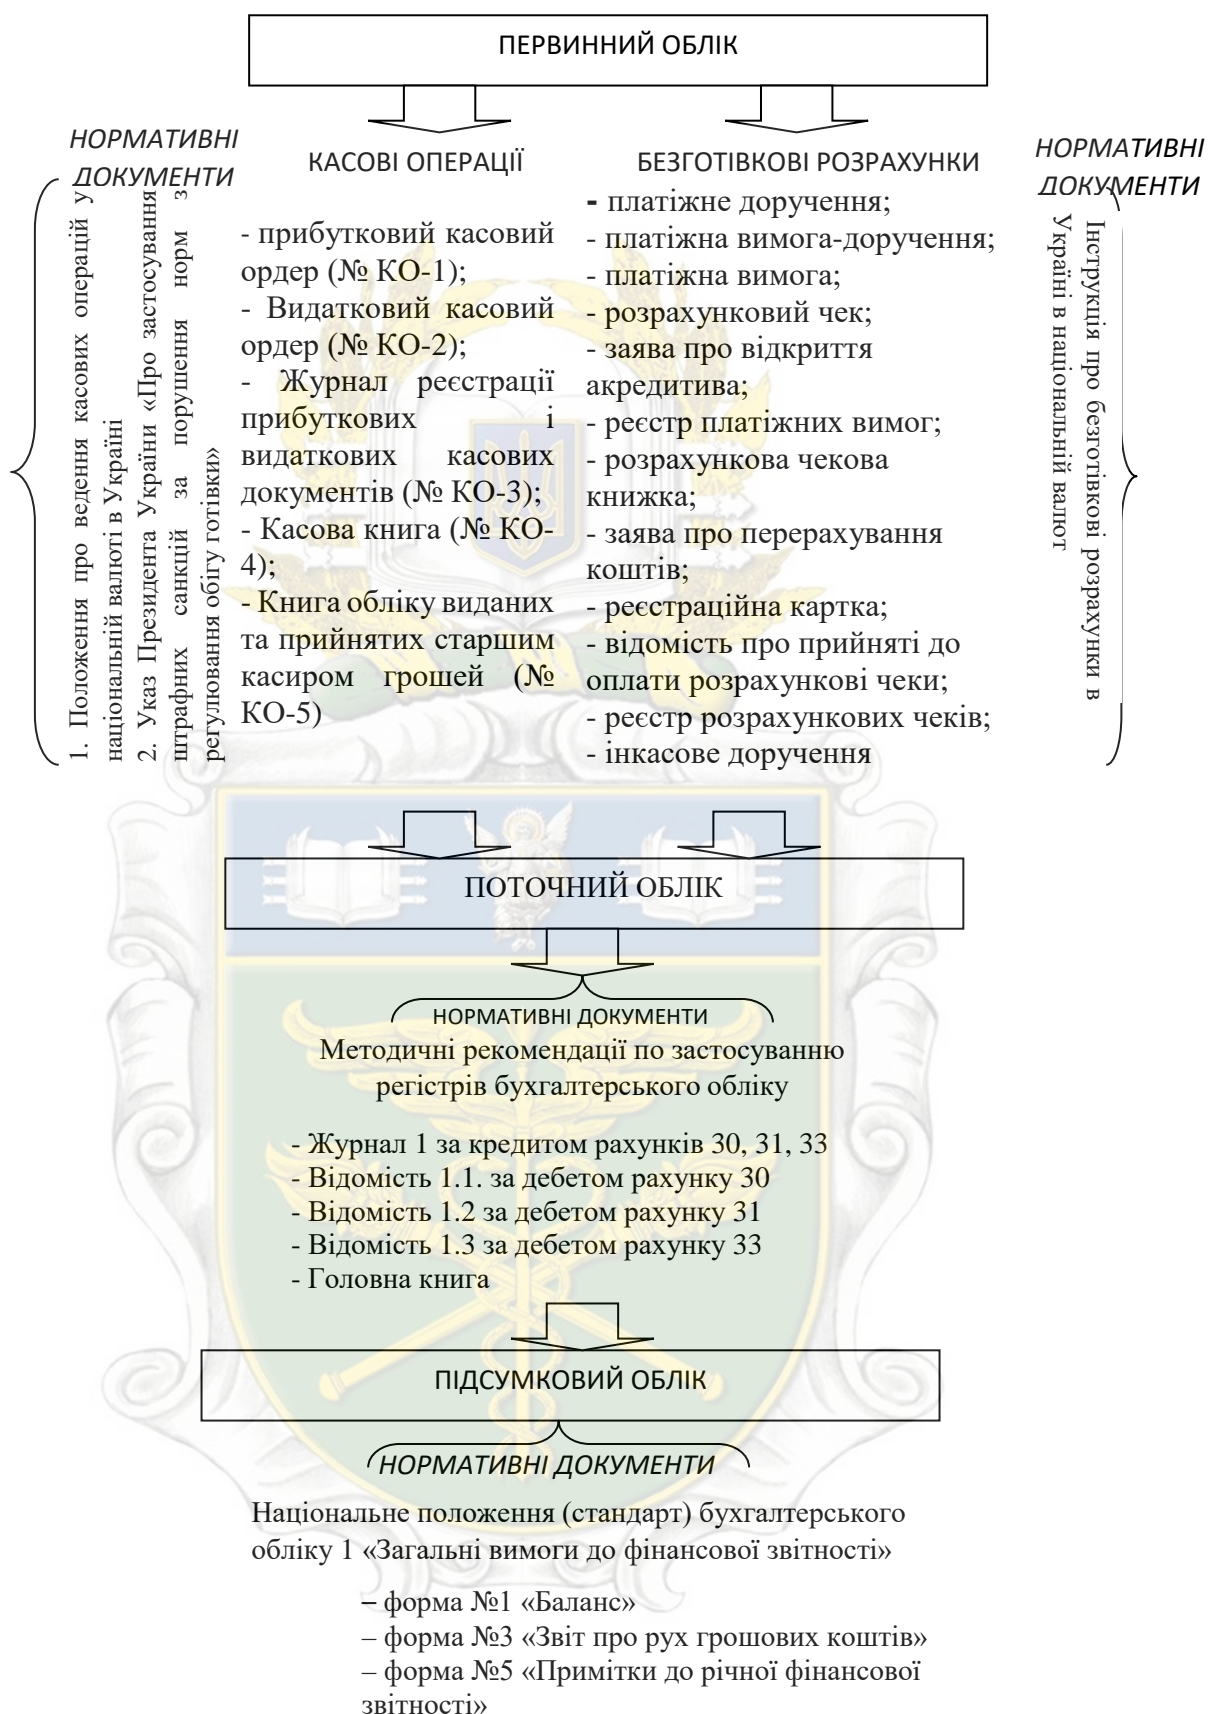 ПЕРВИННИЙ ОБЛІК
НОРМАТИВНІ
ДОКУМЕНТИ
1. Положення про ведення касових операцій у
національній валюті в Україні
2. Указ Президента України «Про застосування
штрафних санкцій за порушення норм з
регулювання обігу готівки»
КАСОВІ ОПЕРАЦІЇ
- прибутковий касовий
ордер (№ КО-1);
- Видатковий касовий
ордер (№ КО-2);
- Журнал реєстрації
прибуткових і
видаткових касових
документів (№ КО-3);
- Касова книга (№ КО-
4);
- Книга обліку виданих
та прийнятих старшим
касиром грошей (№
КО-5)
БЕЗГОТІВКОВІ РОЗРАХУНКИ
- платіжне доручення;
- платіжна вимога-доручення;
- платіжна вимога;
- розрахунковий чек;
- заява про відкриття
акредитива;
- реєстр платіжних вимог;
- розрахункова чекова
книжка;
- заява про перерахування
коштів;
- реєстраційна картка;
- відомість про прийняті до
оплати розрахункові чеки;
- реєстр розрахункових чеків;
- інкасове доручення
НОРМАТИВНІ
ДОКУМЕНТИ
Інструкція про безготівкові розрахунки в
Україні в національній валют
ПОТОЧНИЙ ОБЛІК
НОРМАТИВНІ ДОКУМЕНТИ
Методичні рекомендації по застосуванню
регістрів бухгалтерського обліку
- Журнал 1 за кредитом рахунків 30, 31, 33
- Відомість 1.1. за дебетом рахунку 30
- Відомість 1.2 за дебетом рахунку 31
- Відомість 1.3 за дебетом рахунку 33
- Головна книга
ПІДСУМКОВИЙ ОБЛІК
НОРМАТИВНІ ДОКУМЕНТИ
Національне положення (стандарт) бухгалтерського
обліку 1 «Загальні вимоги до фінансової звітності»
– форма №1 «Баланс»
– форма №3 «Звіт про рух грошових коштів»
– форма №5 «Примітки до річної фінансової
звітності»